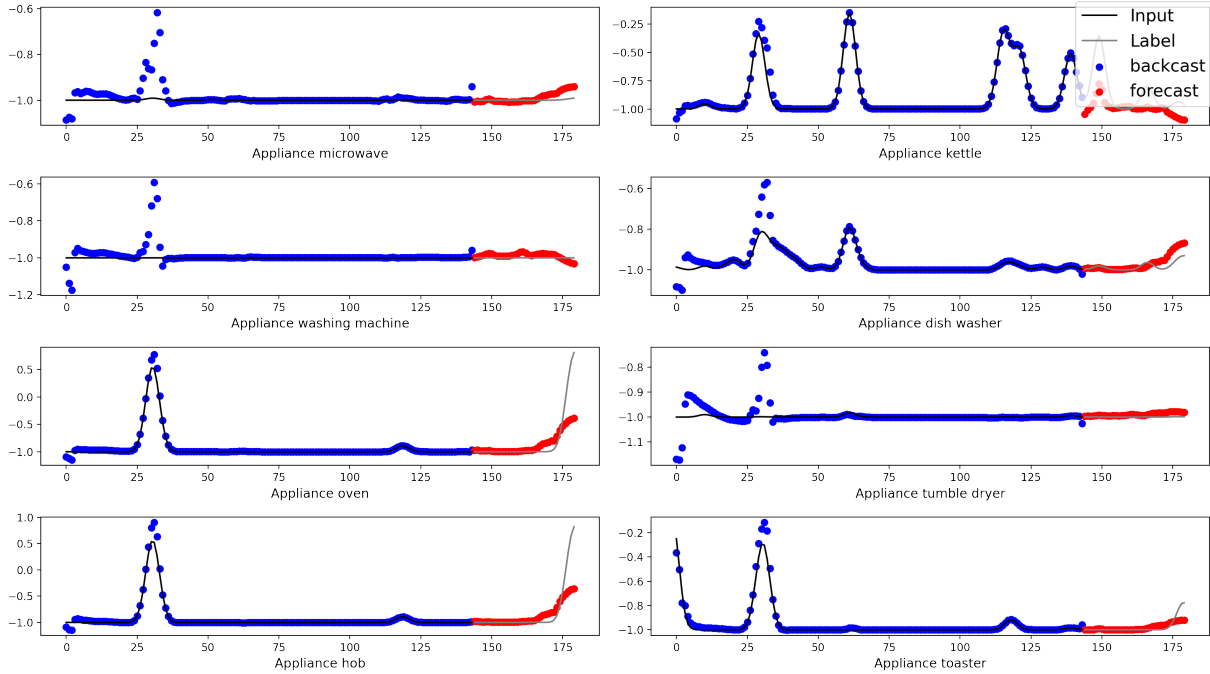 −0.6
−0.8
−1.0
0 25 50 75 100 125 150 175
Appliance microwave
−0.25
−0.50
−0.75
−1.00
0 25 50 75 100 125 150 175
Appliance kettle
Input
Label
backcast
forecast
−0.6
−0.8
−1.0
−1.2
0 25 50 75 100 125 150 175
Appliance washing machine
−0.6
−0.8
−1.0
0 25 50 75 100 125 150 175
Appliance dish washer
0.5
0.0
−0.5
−1.0
0 25 50 75 100 125 150 175
Appliance oven
−0.8
−0.9
−1.0
−1.1
0 25 50 75 100 125 150 175
Appliance tumble dryer
1.0
0.5
0.0
−0.5
−1.0
0 25 50 75 100 125 150 175
Appliance hob
−0.2
−0.4
−0.6
−0.8
−1.0
0 25 50 75 100 125 150 175
Appliance toaster